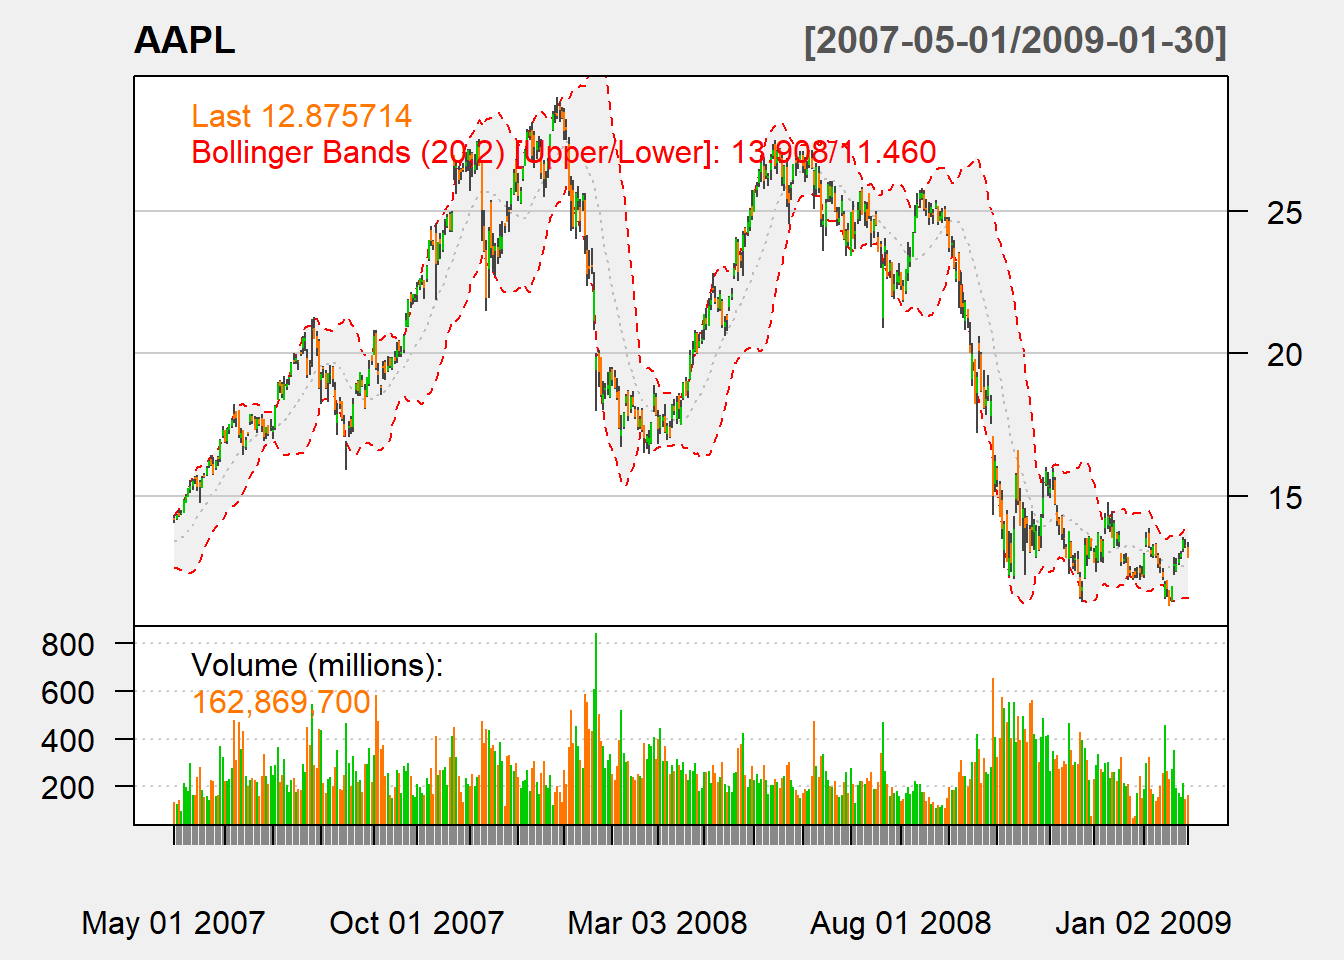 AAPL [2007-05-01/2009-01-30]
Last 12.875714
Bollinger Bands (20,2) [Upper/Lower]: 13.908/11.460
25
20
15
800
600
400
200
Volume (millions):
162,869,700
May 01 2007 Oct 01 2007 Mar 03 2008 Aug 01 2008 Jan 02 2009